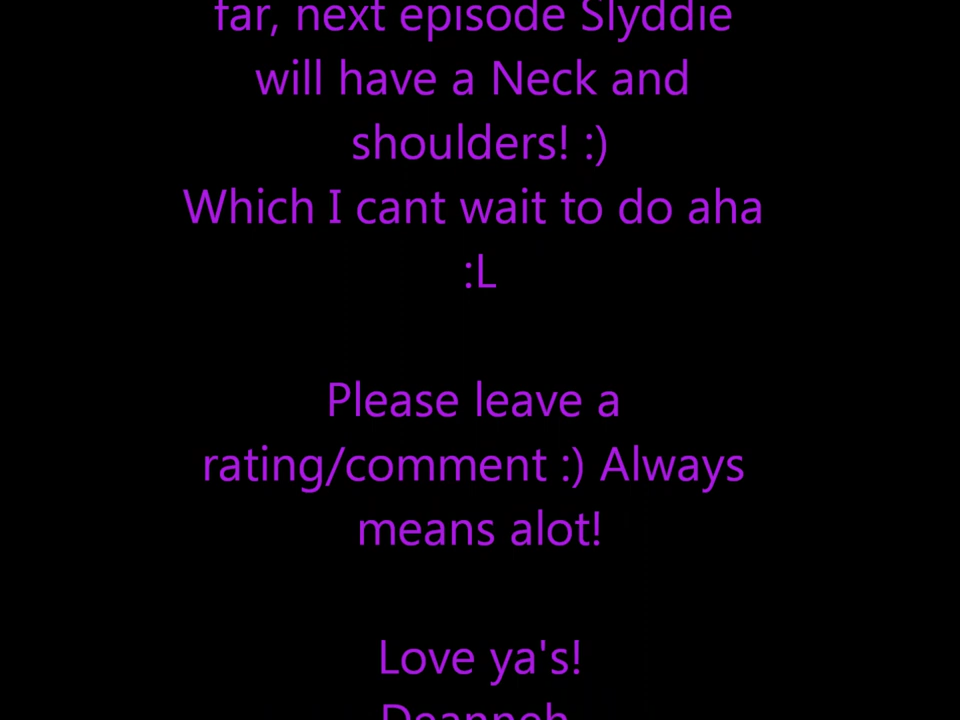 far, next episode Slyddie
will have a Neck and
shoulders! :)
Which I cant wait to do aha
:L
Please leave a
rating/comment :) Always
means alot!
Love ya's!
Deanneh